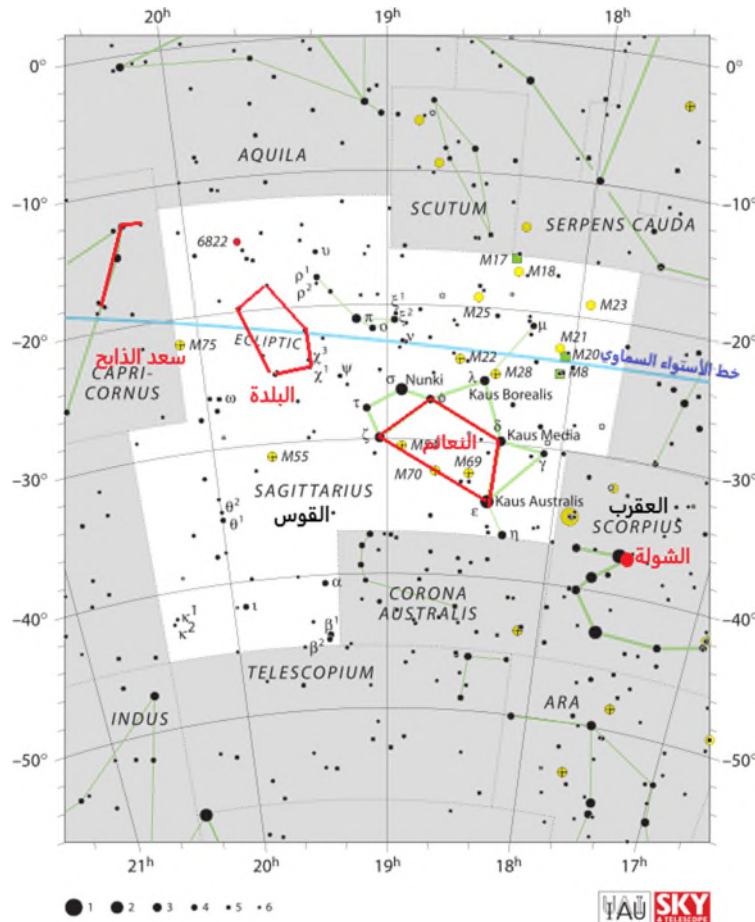 20h 19h 18h
0°
0°
AQUILA
-10°
-10°
SCUTUM
SERPENS CAUDA
6822
υ
M17
M18
ρ1
ρ2
M25
M23
ξ1
ξ2
π
ο
μ
-20°
-20°
M75
ECLIPTIC
ν
M21
M20
خط الأستواء السماوي
سعد الذابح
χ3
χ1
ψ
M22
M28
M8
CAPRI-
CORNUS
البلدة
σ
Nunki
λ
Kaus Borealis
ω
τ
φ
δ
Kaus Media
ζ
النعائم
γ
M54
-30°
M55
M70
M69
-30°
SAGITTARIUS
ε
Kaus Australis
العقرب
θ2
θ1
القوس
η
SCORPIUS
الشولة
α
CORONA
AUSTRALIS
-40°
κ1
κ2
ι
β1
β2
-40°
TELESCOPIUM
INDUS
ARA
-50°
-50°
21h 20h 19h 18h 17h
1 2 3 4 5 6
IAU
SKY
& TELESCOPE